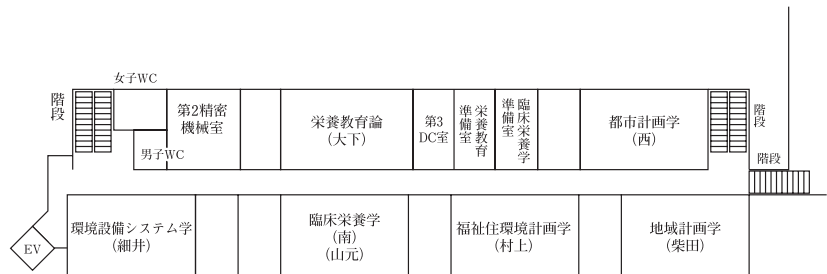 女子WC
階段
第2精密
機械室
男子WC
栄養教育論
(大下)
第3
DC室
栄養教育
準備室
臨床栄養学
準備室
都市計画学
(西)
階段
階段
EV
環境設備システム学
(細井)
臨床栄養学
(南)
(山元)
福祉住環境計画学
(村上)
地域計画学
(柴田)